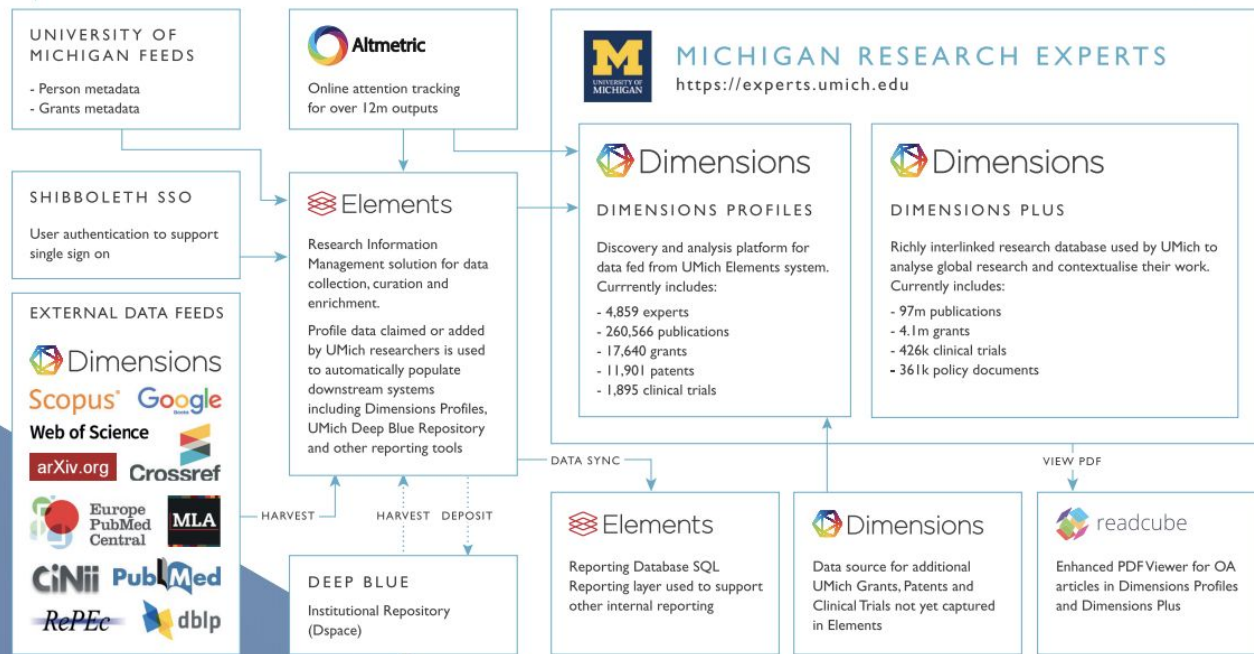 UNIVERSITY OF
MICHIGAN FEEDS
- Person metadata
- Grants metadata
Altmetric
Online attention tracking
for over 12m outputs
M
UNIVERSITY OF
MICHIGAN
MICHIGAN RESEARCH EXPERTS
https://experts.umich.edu
SHIBBOLETH SSO
User authentication to support
single sign on
Elements
Research Information
Management solution for data
collection, curation and
enrichment.
Profile data claimed or added
by UMich researchers is used
to automatically populate
downstream systems
including Dimensions Profiles,
UMich Deep Blue Repository
and other reporting tools
Dimensions
DIMENSIONS PROFILES
Discovery and analysis platform for
data fed from UMich Elements system.
Currrently includes:
- 4,859 experts
- 260,566 publications
- 17,640 grants
- 11,901 patents
- 1,895 clinical trials
Dimensions
DIMENSIONS PLUS
Richly interlinked research database used by UMich to
analyse global research and contextualise their work.
Currently includes:
- 97m publications
- 4.1m grants
- 426k clinical trials
- 361k policy documents
EXTERNAL DATA FEEDS
Dimensions
Scopus®
Google
Books
Web of Science
arXiv.org
Crossref
Europe
PubMed
Central
MLA
CiNii
PubMed
RePEc
dblp
HARVEST
HARVEST
DEPOSIT
DATA SYNC
VIEW PDF
DEEP BLUE
Institutional Repository
(Dspace)
Elements
Reporting Database SQL
Reporting layer used to support
other internal reporting
Dimensions
Data source for additional
UMich Grants, Patents and
Clinical Trials not yet captured
in Elements
readcube
Enhanced PDF Viewer for OA
articles in Dimensions Profiles
and Dimensions Plus